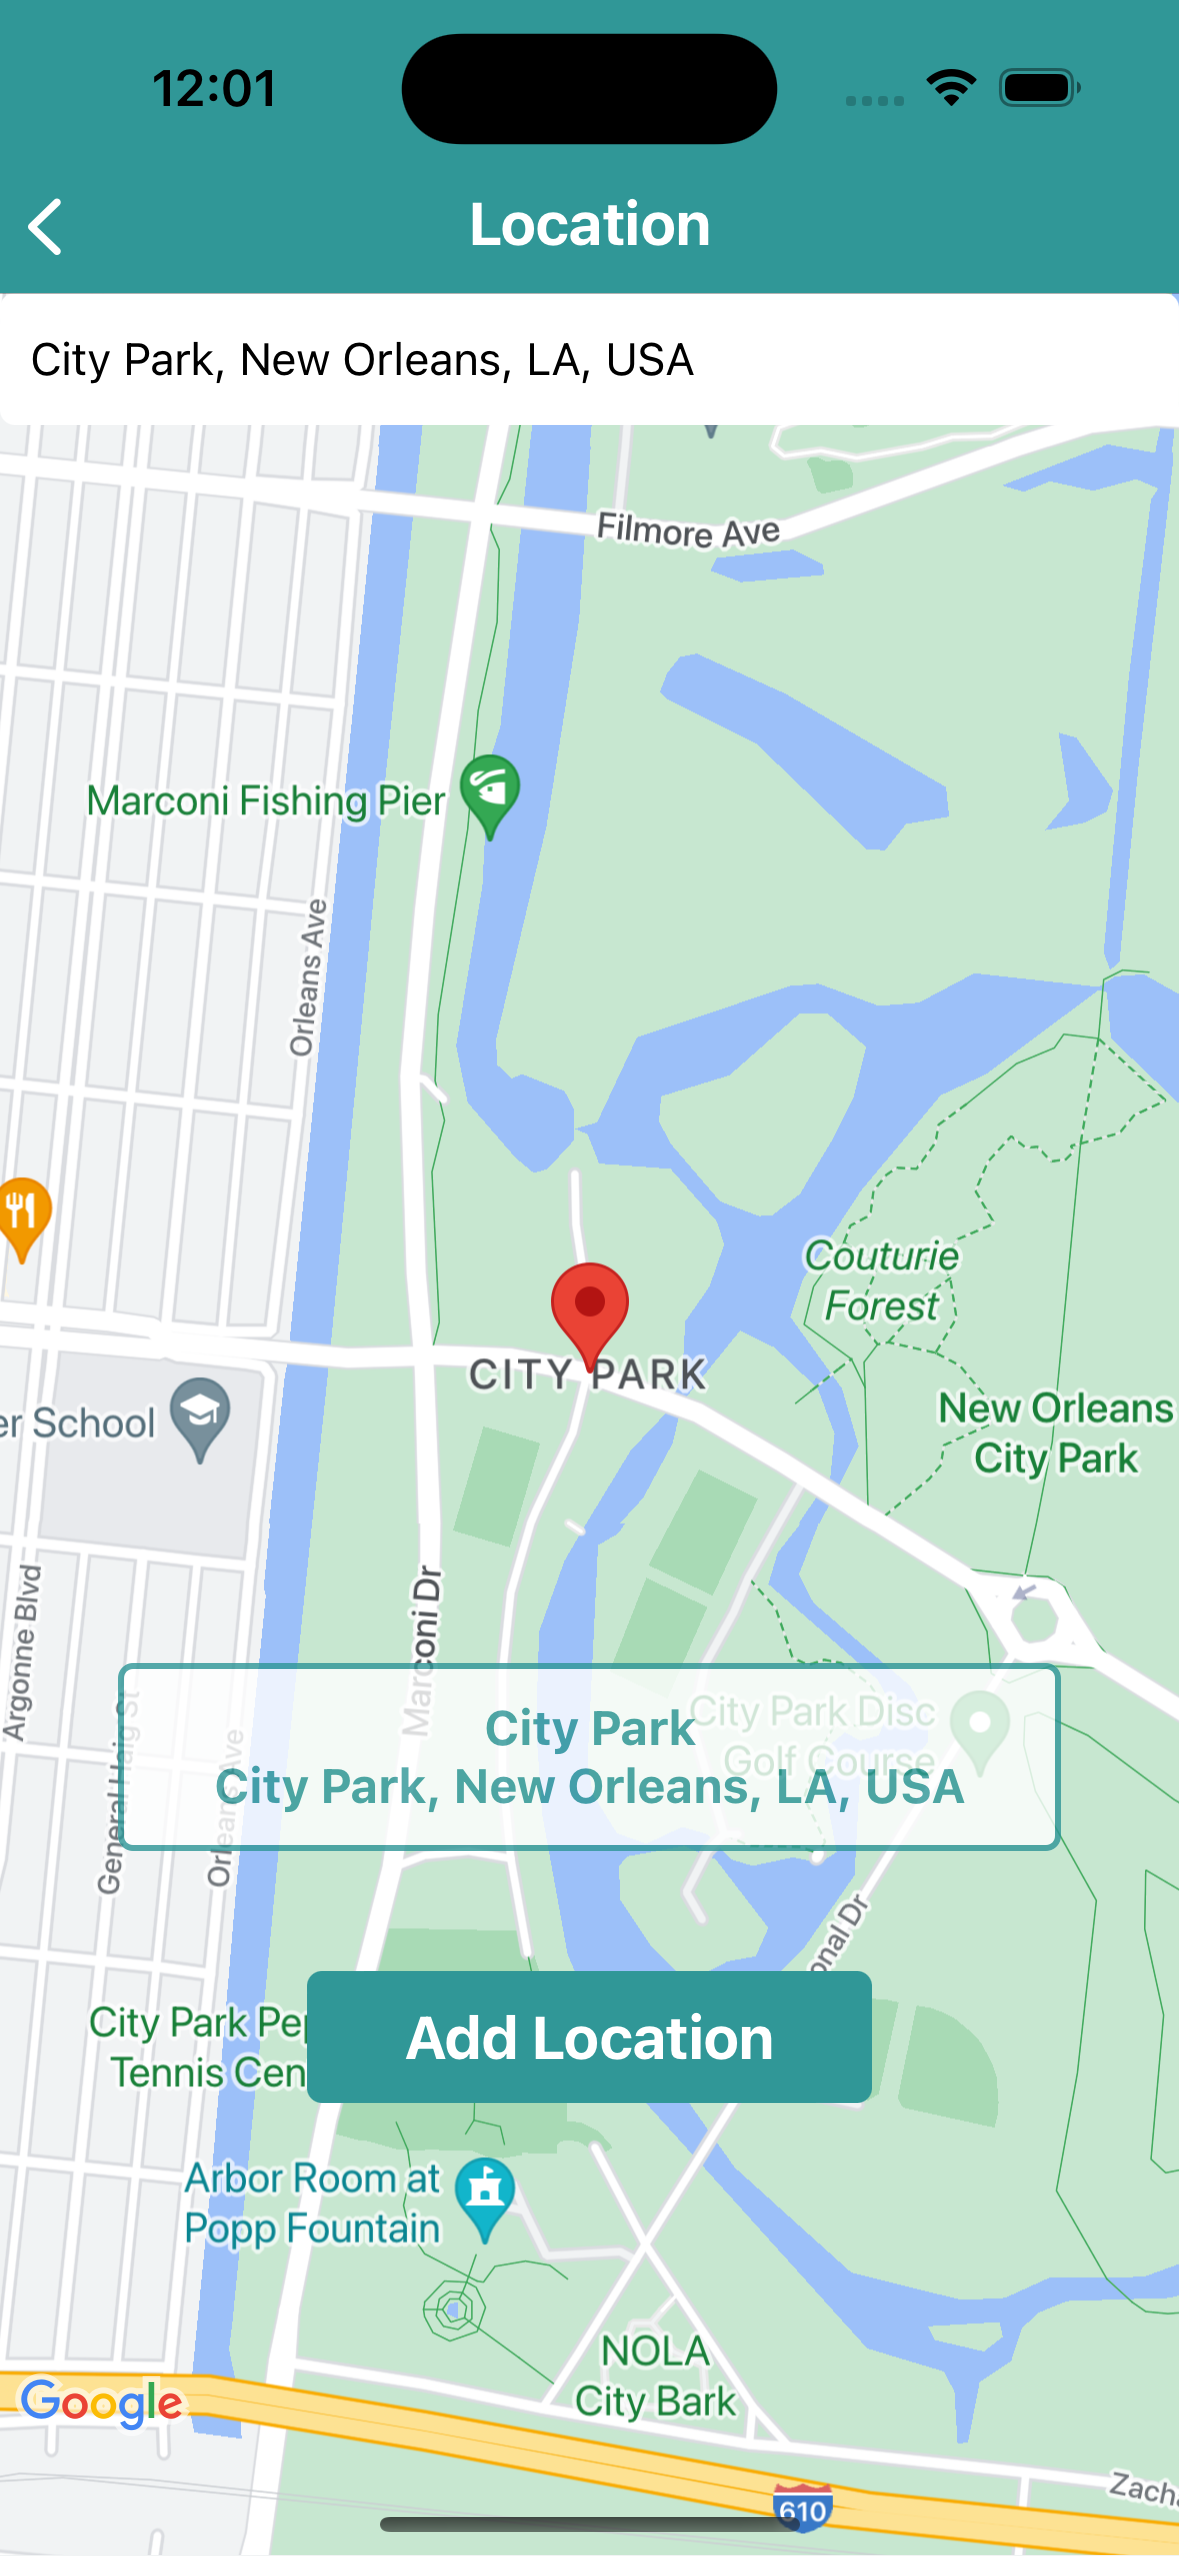 12:01
Location
City Park, New Orleans, LA, USA
Filmore Ave
Marconi Fishing Pier
Orleans Ave
Couturie
Forest
CITY PARK
New Orleans
City Park
er School
Argonne Blvd
Marconi Dr
General Haig St
Orleans Ave
City Park Disc
Golf Course
City Park
City Park, New Orleans, LA, USA
onal Dr
City Park Pep
Tennis Cen
Add Location
Arbor Room at
Popp Fountain
NOLA
City Bark
Google
610
Zacha